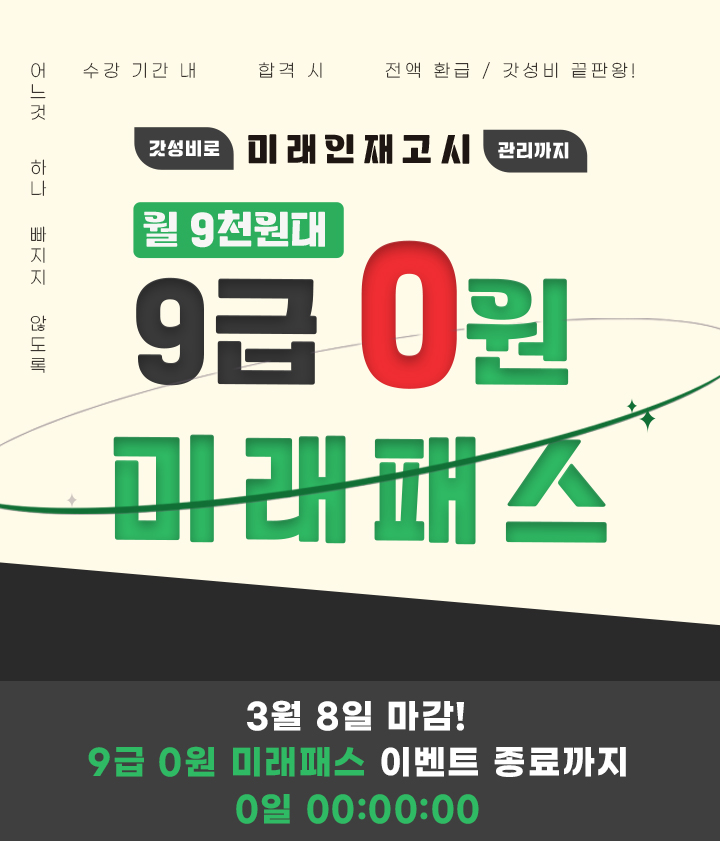 수강 기간 내 합격 시 전액 환급 / 갓성비 끝판왕!
어느것 하나 빠지지 않도록
갓성비로 미래인재고시 관리까지
월 9천원대
9급 0원
미래패스
3월 8일 마감!
9급 0원 미래패스 이벤트 종료까지
0일 00:00:00